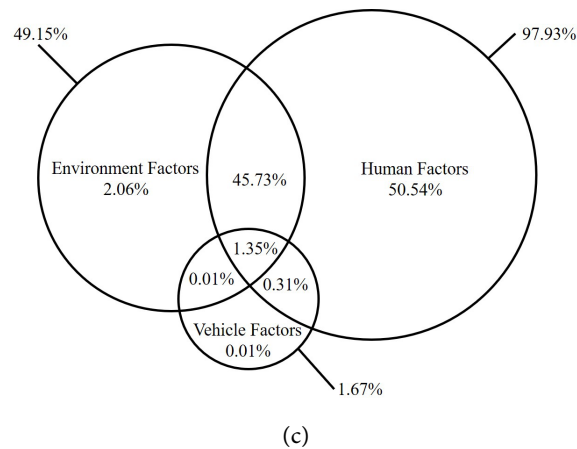 49.15%
97.93%
Environment Factors
2.06%
45.73%
Human Factors
50.54%
1.35%
0.01%
0.31%
Vehicle Factors
0.01%
1.67%
(c)